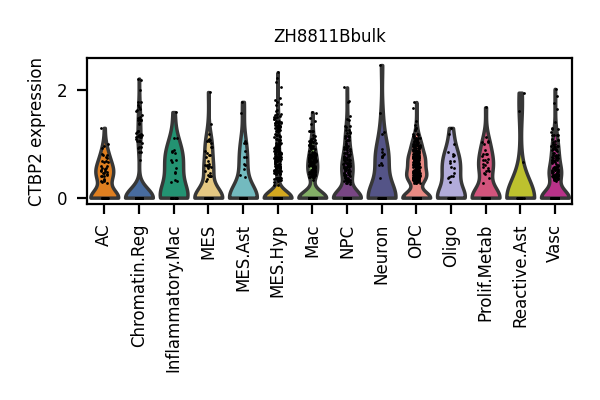 ZH8811Bbulk
CTBP2 expression
2
0
AC
Chromatin.Reg
Inflammatory.Mac
MES
MES.Ast
MES.Hyp
Mac
NPC
Neuron
OPC
Oligo
Prolif.Metab
Reactive.Ast
Vasc